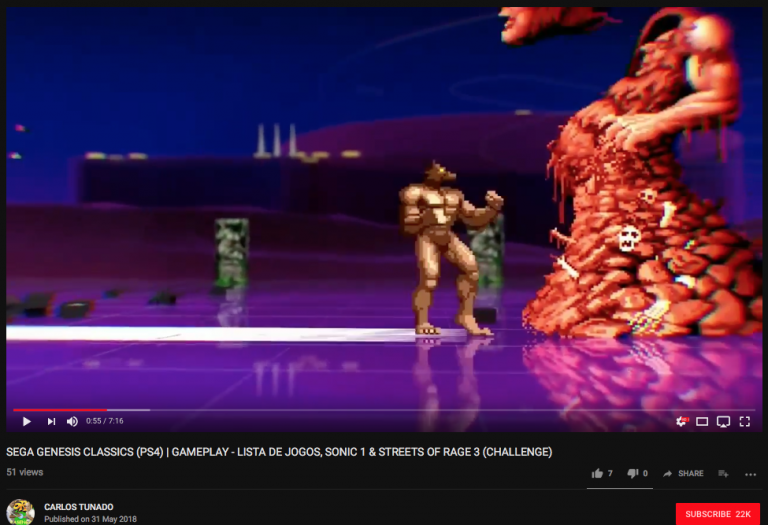 0:55 / 7:16
SEGA GENESIS CLASSICS (PS4) | GAMEPLAY - LISTA DE JOGOS, SONIC 1 & STREETS OF RAGE 3 (CHALLENGE)
51 views
7 0 SHARE
CARLOS TUNADO
Published on 31 May 2018
SUBSCRIBE 22K